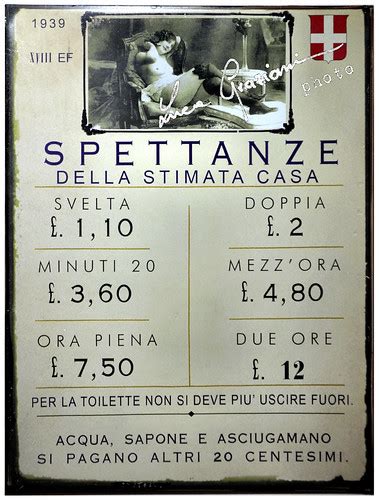 1939
XVIII EF
Luca Graziani
photo
SPETTANZE
DELLA STIMATA CASA
SVELTA
£. 1,10
DOPPIA
£. 2
MINUTI 20
£. 3,60
MEZZ'ORA
£. 4,80
ORA PIENA
£. 7,50
DUE ORE
£. 12
PER LA TOILETTE NON SI DEVE PIU' USCIRE FUORI.
ACQUA, SAPONE E ASCIUGAMANO
SI PAGANO ALTRI 20 CENTESIMI.